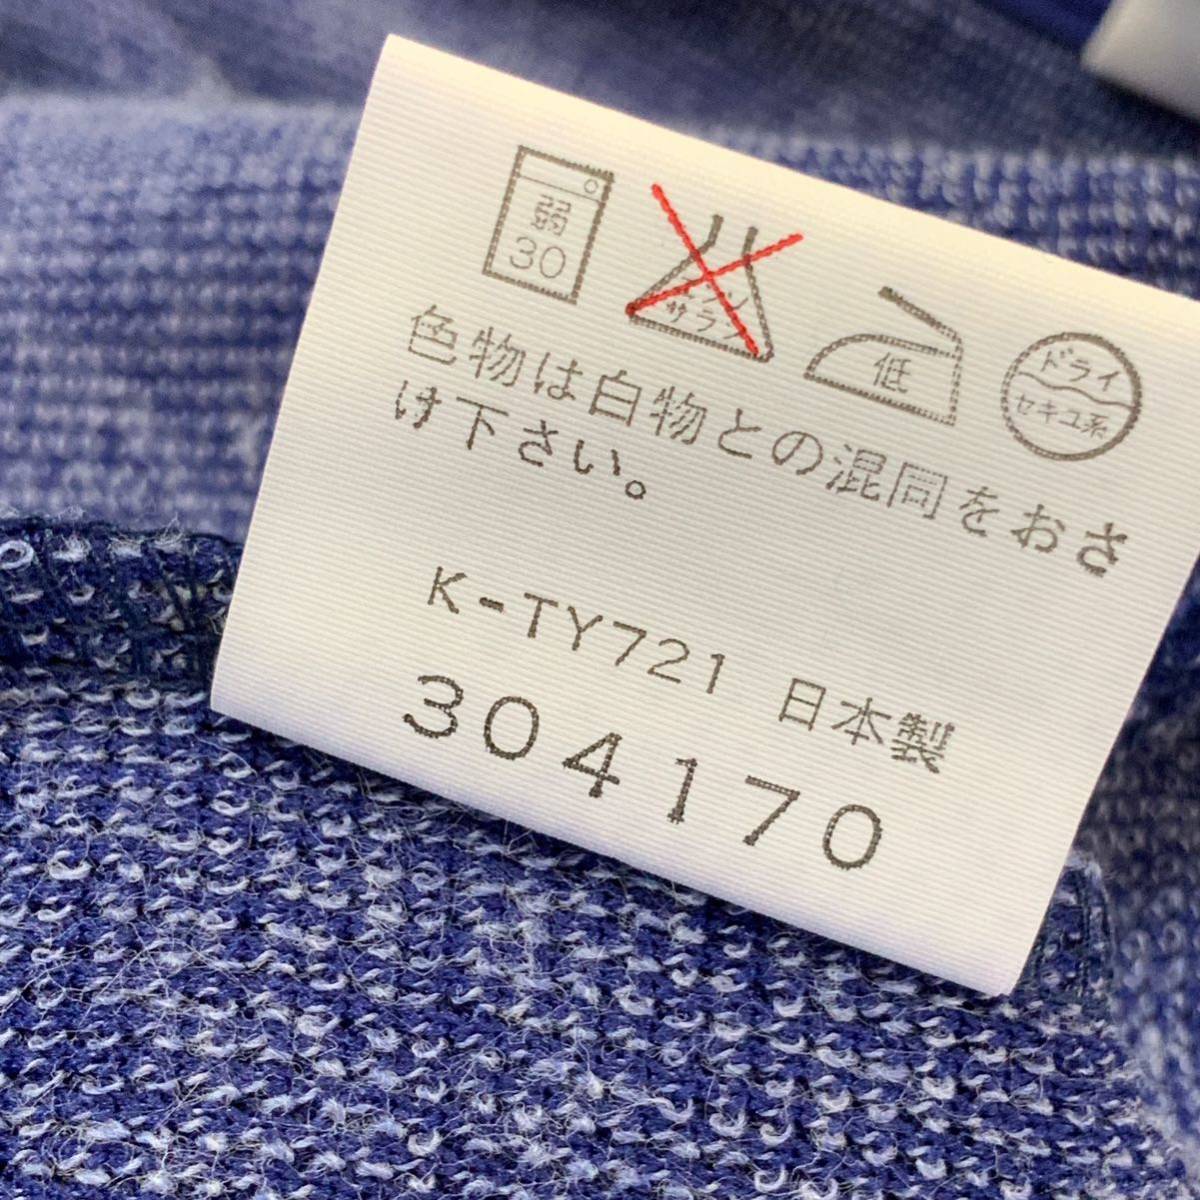 弱
30
エンソ
サラシ
低
ドライ
セキユ系
色物は白物との混同をおさ
け下さい。
K-TY721 日本製
304170